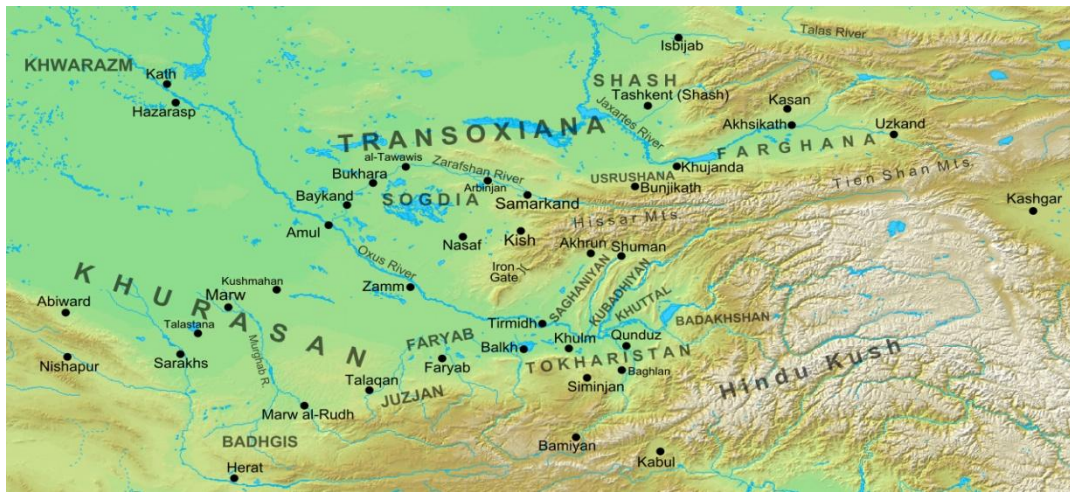 Talas River
Isbijab
KHWARAZM
Kath
Hazarasp
SHASH
Tashkent (Shash)
Jaxartes River
Kasan
Akhsikath
Uzkand
FARGHANA
TRANSOXIANA
al-Tawawis
Zarafshan River
Bukhara
Arbinjan
Baykand
SOGDIA
Samarkand
Khujanda
USRUSHANA
Bunjikath
Tien Shan Mts.
Kashgar
Hissar Mts.
Amul
Nasaf
Kish
Akhrun
Shuman
Oxus River
Iron
Gate
Zamm
SAGHANIYAN
KUBADHIYAN
KHUTTAL
BADAKHSHAN
KHURASAN
Kushmahan
Abiward
Marw
Talastana
Murghab R.
Nishapur
Sarakhs
Tirmidh
FARYAB
Faryab
Balkh
Khulm
Qunduz
TOKHARISTAN
Baghlan
Siminjan
Hindu Kush
Talaqan
JUZJAN
Marw al-Rudh
BADHGIS
Herat
Bamiyan
Kabul